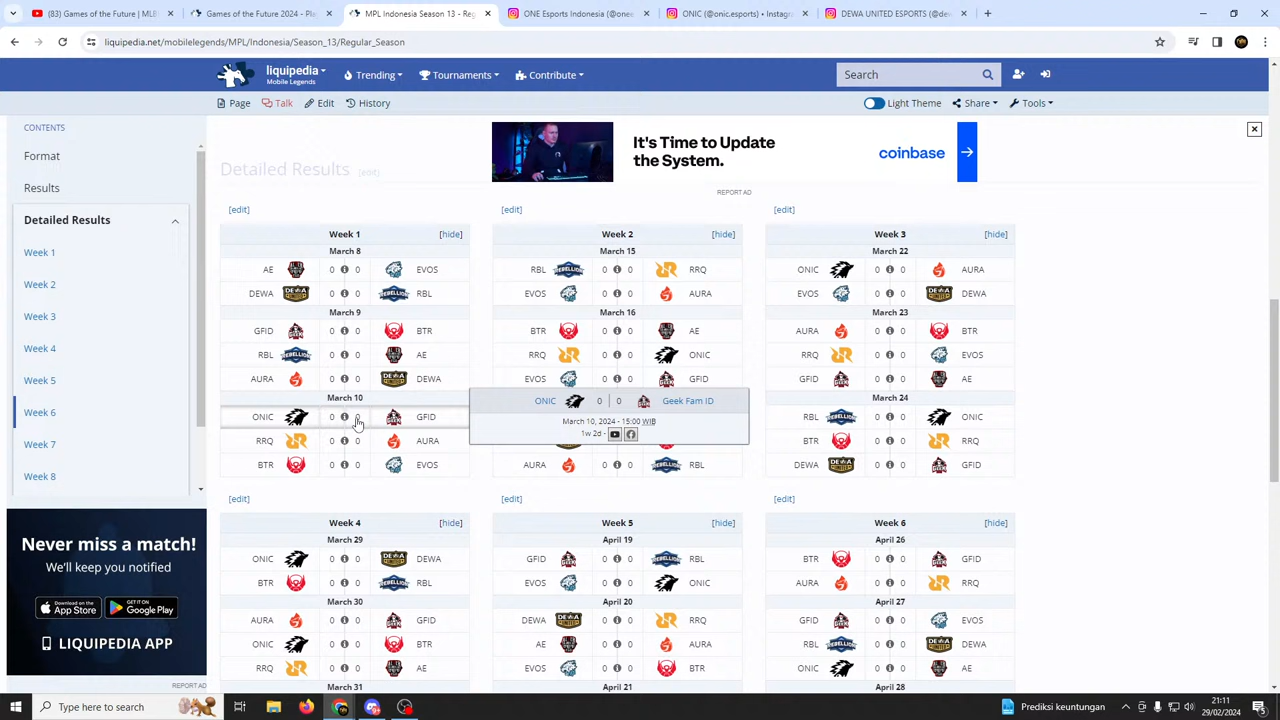 (83) Games of the Future | MLB
Games of the Future 2024 - Pla
MPL Indonesia Season 13 - Reg
ONE Esports Indonesia (@onee
ONIC (@onic.esports) • Instagra
DEWA UNITED ESPORTS (@de
liquipedia.net/mobilelegends/MPL/Indonesia/Season_13/Regular_Season
liquipedia
Mobile Legends
Trending
Tournaments
Contribute
Search
Page
Talk
Edit
History
Light Theme
Share
Tools
CONTENTS
Format
Results
Detailed Results
Week 1
Week 2
Week 3
Week 4
Week 5
Week 6
Week 7
Week 8
Never miss a match!
We'll keep you notified
Download on the App Store
GET IT ON Google Play
LIQUIPEDIA APP
REPORT AD
It's Time to Update
the System.
coinbase
REPORT AD
Detailed Results [edit]
[edit]
Week 1 [hide]
March 8
AE 0 0 EVOS
DEWA 0 0 RBL
March 9
GFID 0 0 BTR
RBL 0 0 AE
AURA 0 0 DEWA
March 10
ONIC 0 0 GFID
RRQ 0 0 AURA
BTR 0 0 EVOS
[edit]
Week 2 [hide]
March 15
RBL 0 0 RRQ
EVOS 0 0 AURA
March 16
BTR 0 0 AE
RRQ 0 0 ONIC
EVOS 0 0 GFID
ONIC 0 0 Geek Fam ID
March 10, 2024 - 15:00 WIB
1w 2d -
AURA 0 0 RBL
[edit]
Week 3 [hide]
March 22
ONIC 0 0 AURA
EVOS 0 0 DEWA
March 23
AURA 0 0 BTR
RRQ 0 0 EVOS
GFID 0 0 AE
March 24
RBL 0 0 ONIC
BTR 0 0 RRQ
DEWA 0 0 GFID
[edit]
Week 4 [hide]
March 29
ONIC 0 0 DEWA
BTR 0 0 RBL
March 30
AURA 0 0 GFID
ONIC 0 0 BTR
RRQ 0 0 AE
March 31
[edit]
Week 5 [hide]
April 19
GFID 0 0 RBL
EVOS 0 0 ONIC
April 20
DEWA 0 0 RRQ
AE 0 0 AURA
EVOS 0 0 BTR
April 21
[edit]
Week 6 [hide]
April 26
BTR 0 0 GFID
AURA 0 0 RRQ
April 27
GFID 0 0 EVOS
RBL 0 0 DEWA
ONIC 0 0 AE
April 28
Type here to search
Prediksi keuntungan
21:11
29/02/2024